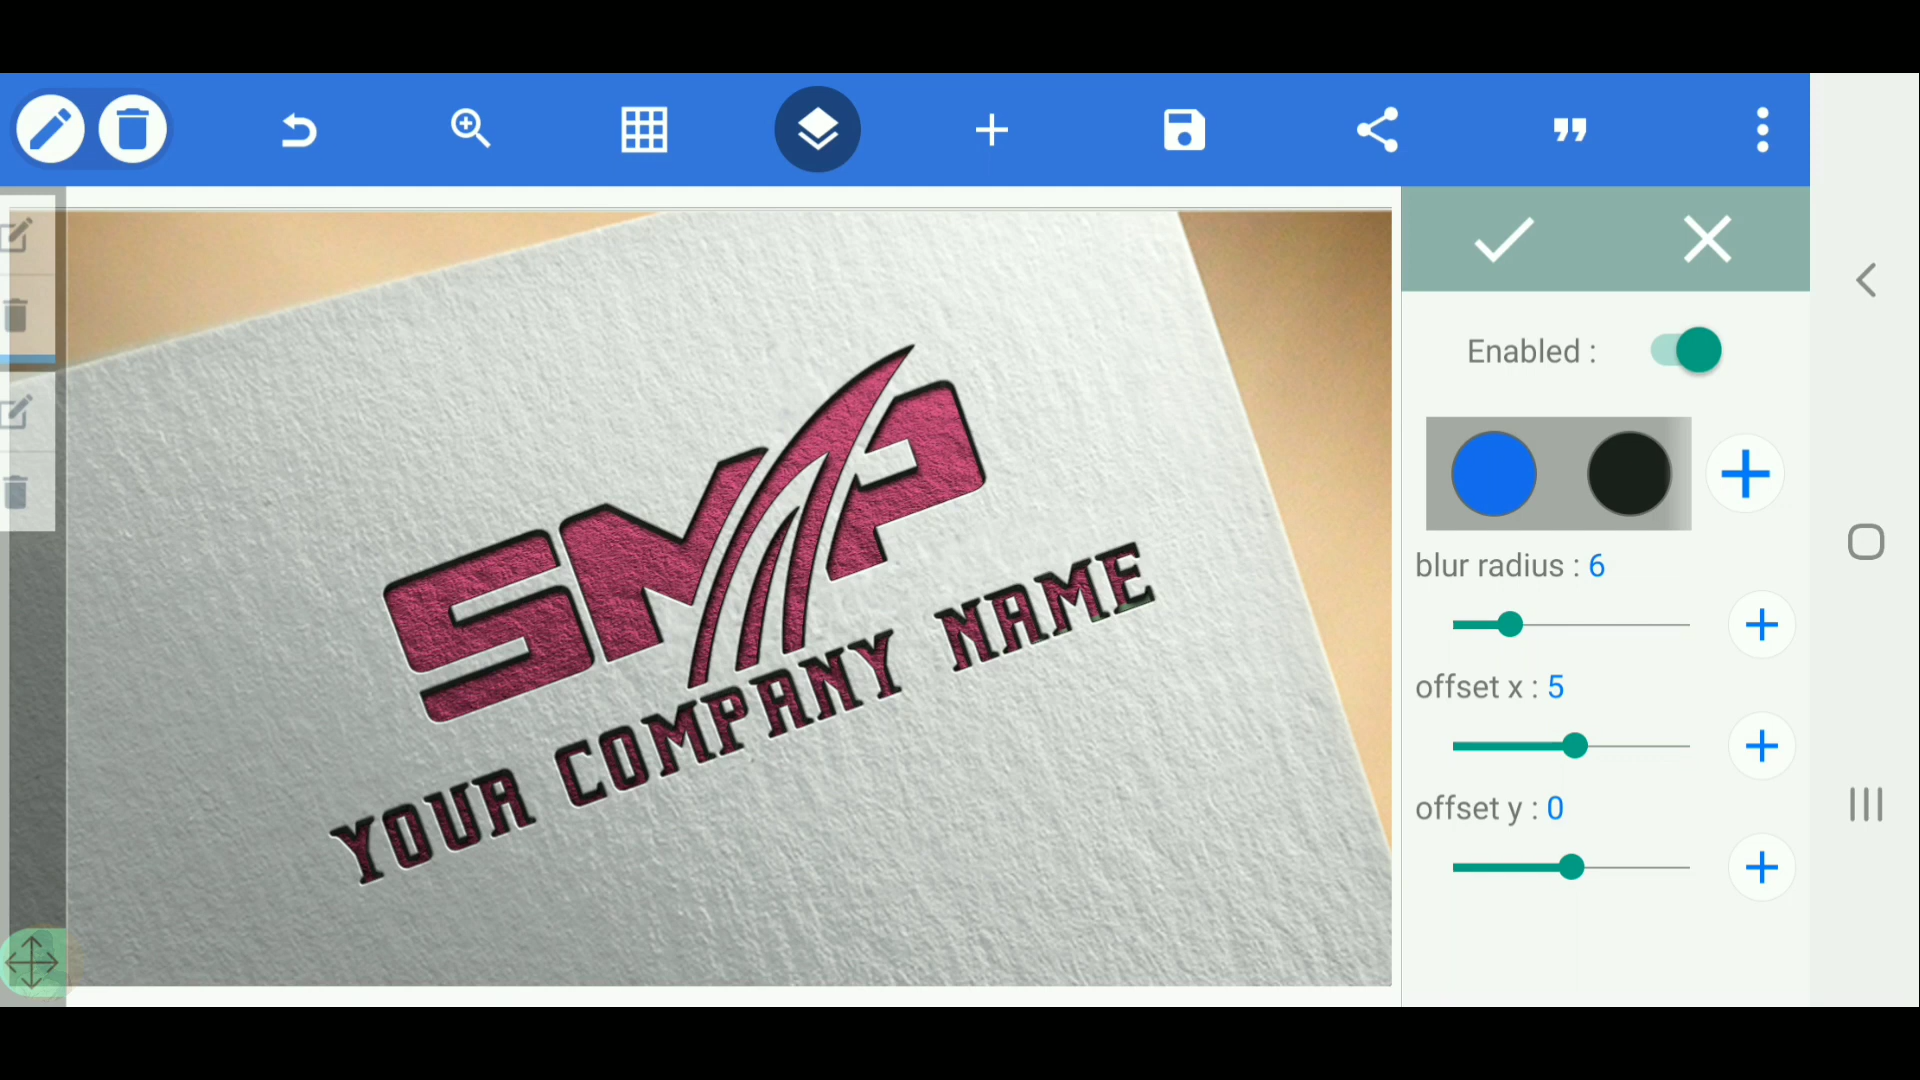 Enabled :
blur radius : 6
offset x : 5
offset y : 0
SMP
YOUR COMPANY NAME